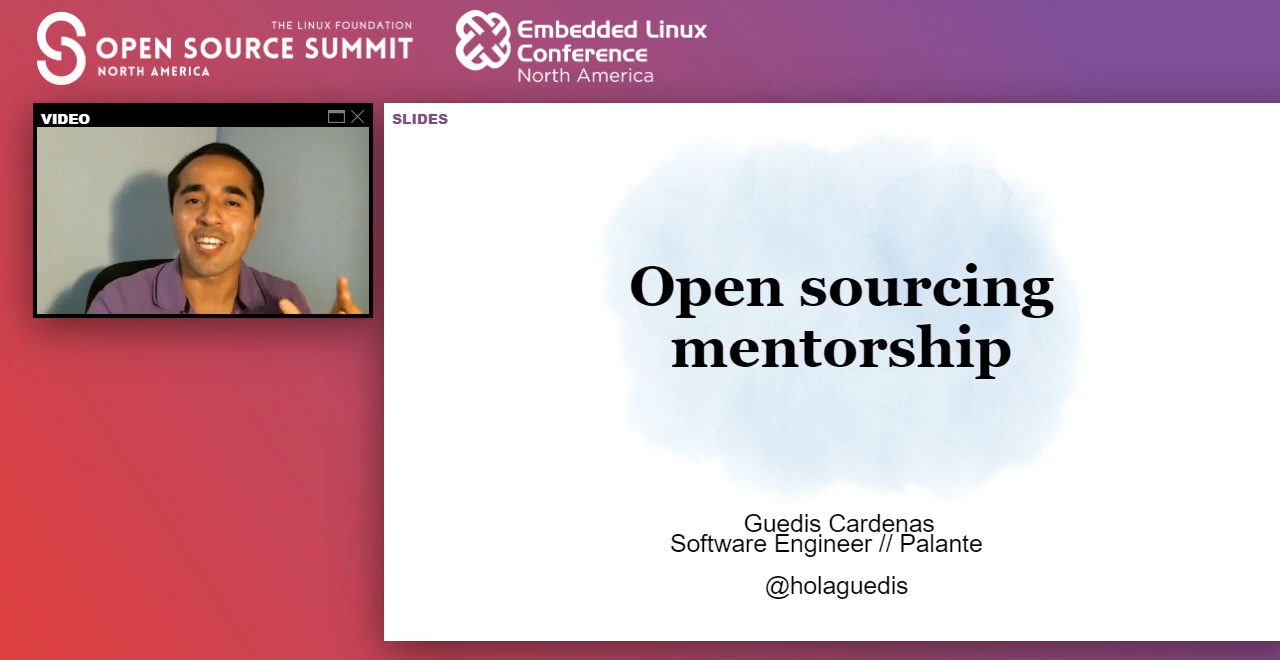 THE LINUX FOUNDATION
OPEN SOURCE SUMMIT
NORTH AMERICA
Embedded Linux
Conference
North America
VIDEO
SLIDES
Open sourcing
mentorship
Guedis Cardenas
Software Engineer // Palante
@holaguedis